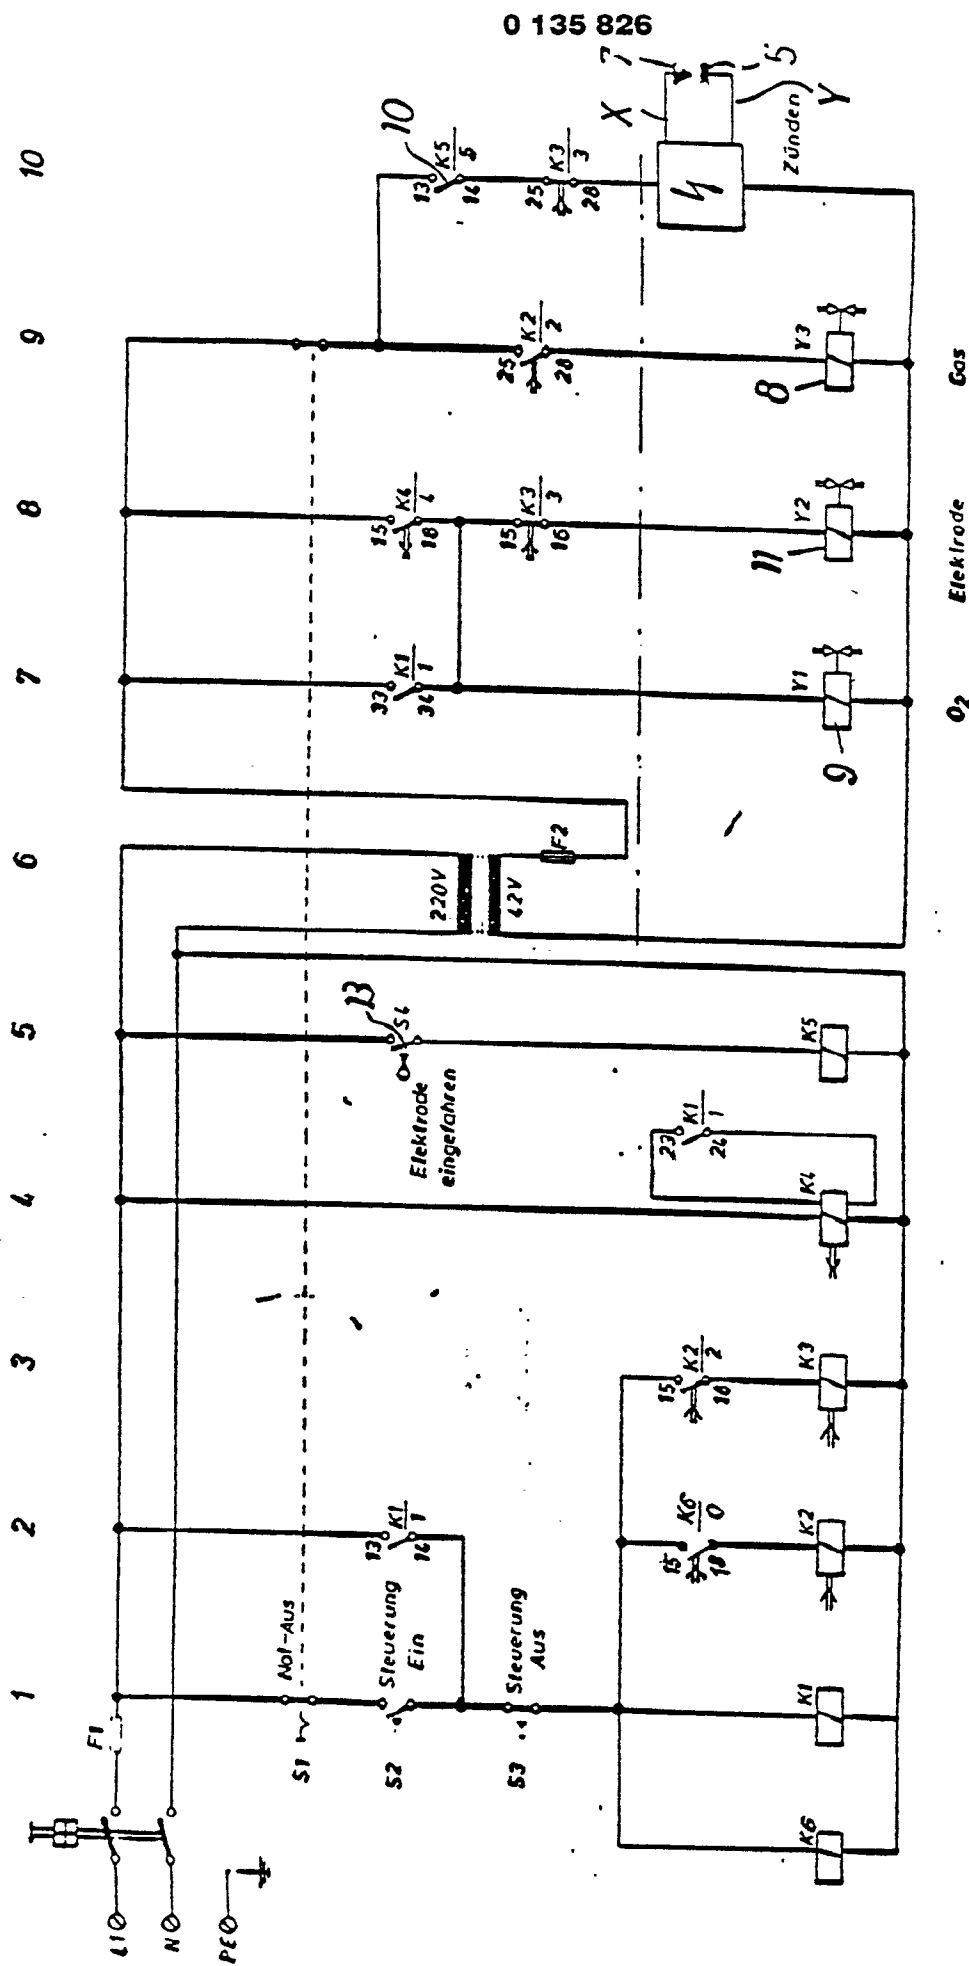 0 135 826
1 2 3 4 5 6 7 8 9 10
L1
N
PE
F1
S1
Not-Aus
S2
Steuerung
Ein
S3
Steuerung
Aus
13
14
K1
1
15
18
K6
0
15
18
K2
2
K6
K1
K2
K3
K4
K5
23
24
K1
1
13
S4
Elektrode
eingefahren
220V
42V
F2
33
34
K1
1
15
18
K4
4
15
16
K3
3
25
28
K2
2
10
13
14
K5
5
25
28
K3
3
X
Y
7
5
Zünden
9
Y1
11
Y2
8
Y3
O2
Elektrode
Gas